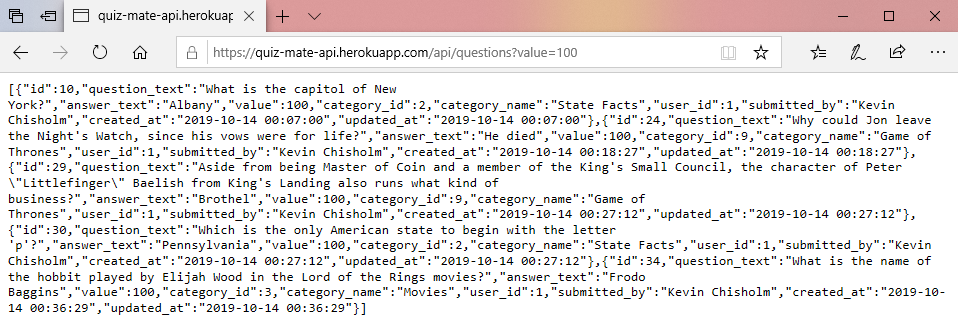 quiz-mate-api.herokuap
https://quiz-mate-api.herokuapp.com/api/questions?value=100
[{"id":10,"question_text":"What is the capitol of New
York?","answer_text":"Albany","value":100,"category_id":2,"category_name":"State Facts","user_id":1,"submitted_by":"Kevin
Chisholm","created_at":"2019-10-14 00:07:00","updated_at":"2019-10-14 00:07:00"},{"id":24,"question_text":"Why could Jon leave
the Night's Watch, since his vows were for life?","answer_text":"He died","value":100,"category_id":9,"category_name":"Game of
Thrones","user_id":1,"submitted_by":"Kevin Chisholm","created_at":"2019-10-14 00:18:27","updated_at":"2019-10-14 00:18:27"},
{"id":29,"question_text":"Aside from being Master of Coin and a member of the King's Small Council, the character of Peter
\"Littlefinger\" Baelish from King's Landing also runs what kind of
business?","answer_text":"Brothel","value":100,"category_id":9,"category_name":"Game of
Thrones","user_id":1,"submitted_by":"Kevin Chisholm","created_at":"2019-10-14 00:27:12","updated_at":"2019-10-14 00:27:12"},
{"id":30,"question_text":"Which is the only American state to begin with the letter
'p'?","answer_text":"Pennsylvania","value":100,"category_id":2,"category_name":"State Facts","user_id":1,"submitted_by":"Kevin
Chisholm","created_at":"2019-10-14 00:27:12","updated_at":"2019-10-14 00:27:12"},{"id":34,"question_text":"What is the name of
the hobbit played by Elijah Wood in the Lord of the Rings movies?","answer_text":"Frodo
Baggins","value":100,"category_id":3,"category_name":"Movies","user_id":1,"submitted_by":"Kevin Chisholm","created_at":"2019-10-
14 00:36:29","updated_at":"2019-10-14 00:36:29"}]